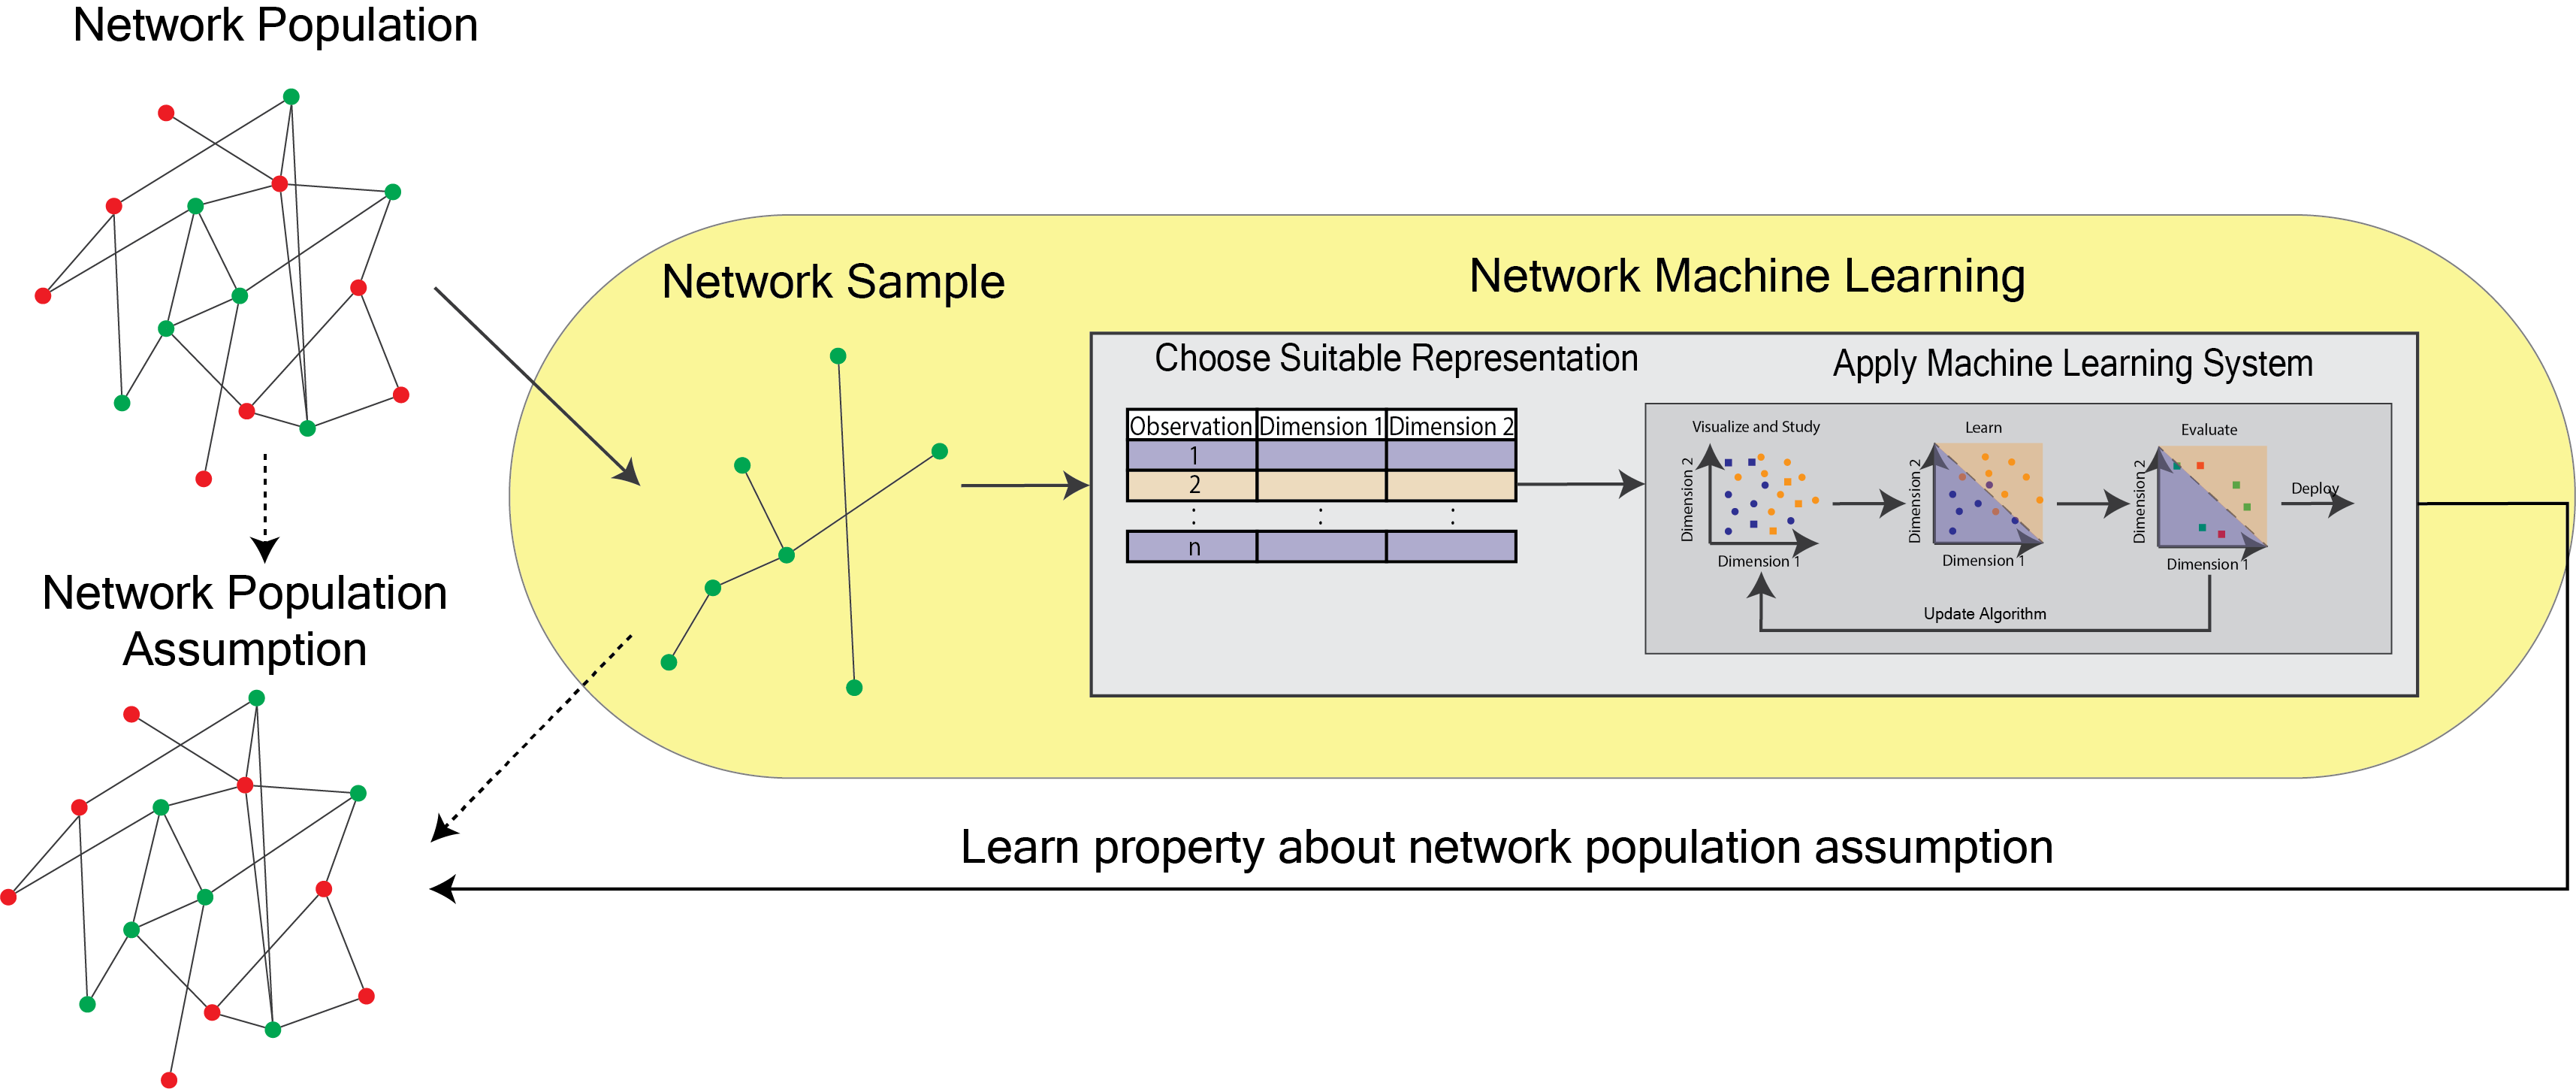 Network Population
Network Population
Assumption
Network Sample
Network Machine Learning
Choose Suitable Representation
Observation Dimension 1 Dimension 2
1
2
: : :
n
Apply Machine Learning System
Visualize and Study
Dimension 2
Dimension 1
Learn
Dimension 2
Dimension 1
Evaluate
Dimension 2
Dimension 1
Deploy
Update Algorithm
Learn property about network population assumption